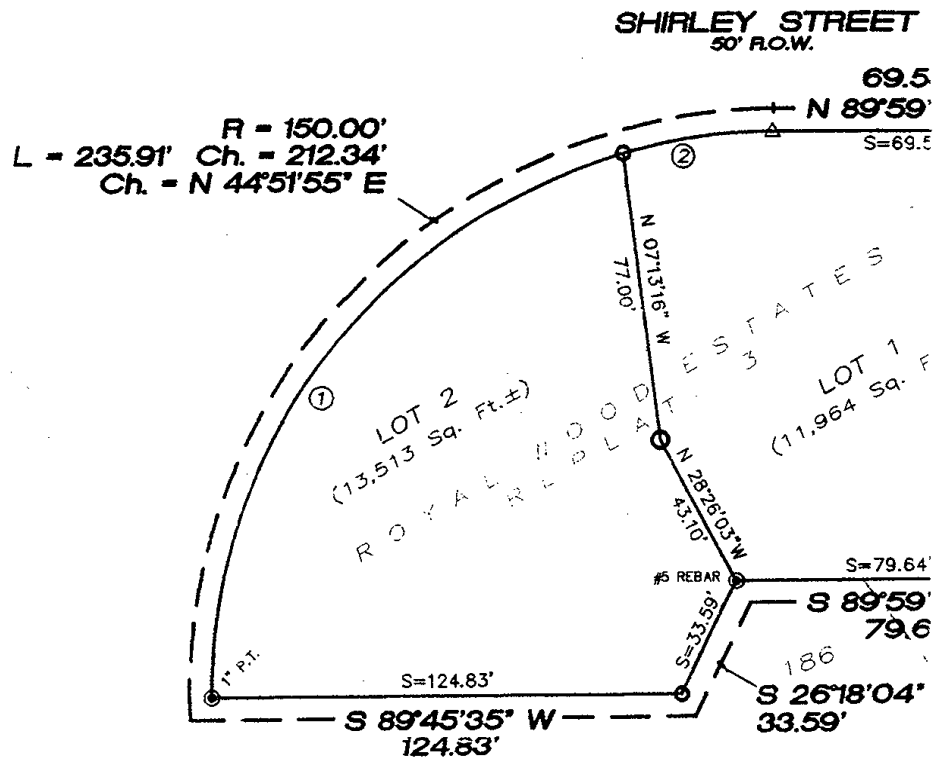 SHIRLEY STREET
50' R.O.W.
69.5
N 89°59'
S=69.5
R = 150.00'
L = 235.91' Ch. = 212.34'
Ch. = N 44°51'55" E
②
N 07°13'16" W
77.00'
①
LOT 2
(13,513 Sq. Ft.±)
LOT 1
(11,964 Sq. F
ROYAL WOOD ESTATES
REPLAT 3
N 28°26'03" W
43.10'
#5 REBAR
S=79.64'
S 89°59'
79.6
S=33.59'
186
S 26°18'04"
33.59'
1" P.T.
S=124.83'
S 89°45'35" W
124.83'